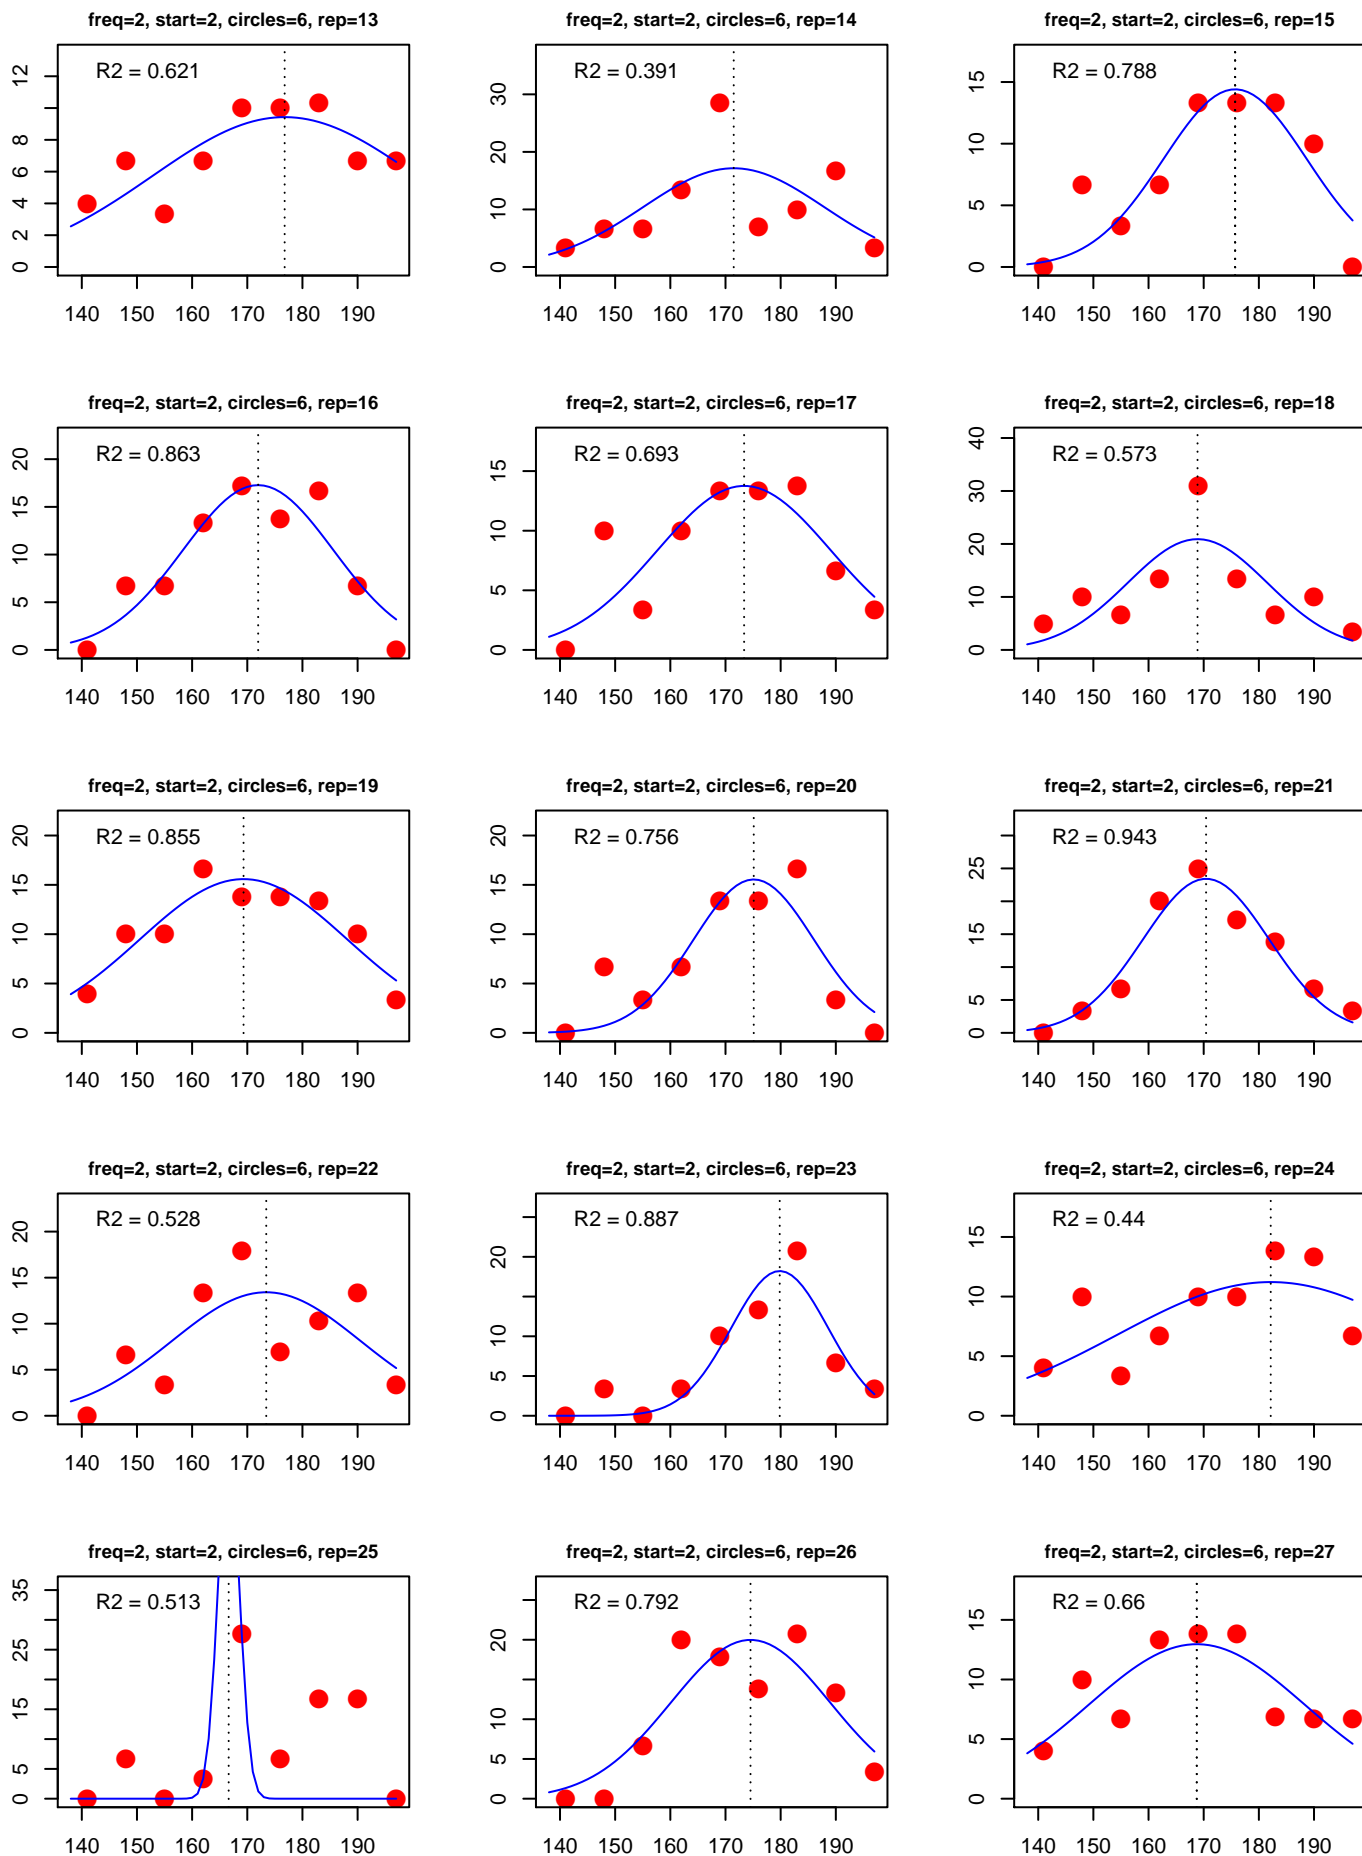 freq=2, start=2, circles=6, rep=13
R2 = 0.621
0 2 4 6 8 12
140 150 160 170 180 190
freq=2, start=2, circles=6, rep=14
R2 = 0.391
0 10 20 30
140 150 160 170 180 190
freq=2, start=2, circles=6, rep=15
R2 = 0.788
0 5 10 15
140 150 160 170 180 190
freq=2, start=2, circles=6, rep=16
R2 = 0.863
0 5 10 15 20
140 150 160 170 180 190
freq=2, start=2, circles=6, rep=17
R2 = 0.693
0 5 10 15
140 150 160 170 180 190
freq=2, start=2, circles=6, rep=18
R2 = 0.573
0 10 20 30 40
140 150 160 170 180 190
freq=2, start=2, circles=6, rep=19
R2 = 0.855
0 5 10 15 20
140 150 160 170 180 190
freq=2, start=2, circles=6, rep=20
R2 = 0.756
0 5 10 15 20
140 150 160 170 180 190
freq=2, start=2, circles=6, rep=21
R2 = 0.943
0 5 15 25
140 150 160 170 180 190
freq=2, start=2, circles=6, rep=22
R2 = 0.528
0 5 10 15 20
140 150 160 170 180 190
freq=2, start=2, circles=6, rep=23
R2 = 0.887
0 5 10 20
140 150 160 170 180 190
freq=2, start=2, circles=6, rep=24
R2 = 0.44
0 5 10 15
140 150 160 170 180 190
freq=2, start=2, circles=6, rep=25
R2 = 0.513
0 5 15 25 35
140 150 160 170 180 190
freq=2, start=2, circles=6, rep=26
R2 = 0.792
0 5 10 20
140 150 160 170 180 190
freq=2, start=2, circles=6, rep=27
R2 = 0.66
0 5 10 15
140 150 160 170 180 190